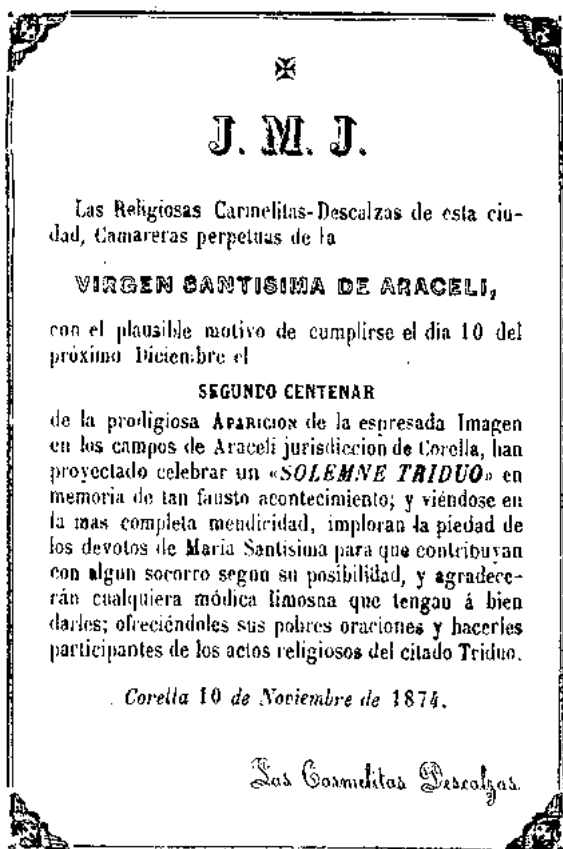 ✠
J. M. J.
Las Religiosas Carmelitas-Descalzas de esta ciu-
dad, Camareras perpetuas de la
VIRGEN SANTISIMA DE ARACELI,
con el plausible motivo de cumplirse el dia 10 del
próximo Diciembre el
SEGUNDO CENTENAR
de la prodigiosa APARICION de la espresada Imagen
en los campos de Araceli jurisdiccion de Corella, han
proyectado celebrar un «SOLEMNE TRIDUO» en
memoria de tan fausto acontecimiento; y viéndose en
la mas completa mendicidad, imploran la piedad de
los devotos de Maria Santisima para que contribuyan
con algun socorro segun su posibilidad, y agradece-
rán cualquiera módica limosna que tengan á bien
darles; ofreciéndoles sus pobres oraciones y hacerles
participantes de los actos religiosos del citado Triduo.
Corella 10 de Noviembre de 1874.
Las Carmelitas Descalzas.